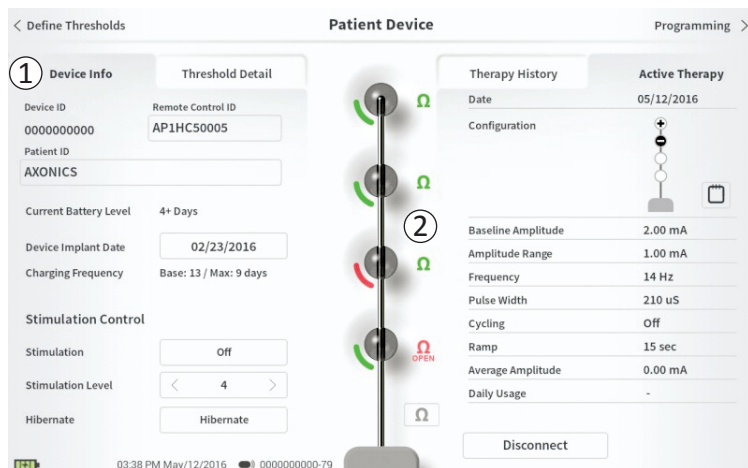 < Define Thresholds
Patient Device
Programming >
1
Device Info
Threshold Detail
Device ID
Remote Control ID
0000000000
AP1HC50005
Patient ID
AXONICS
Current Battery Level 4+ Days
Device Implant Date 02/23/2016
Charging Frequency Base: 13 / Max: 9 days
Stimulation Control
Stimulation Off
Stimulation Level < 4 >
Hibernate Hibernate
03:38 PM May/12/2016 0000000000-79
Ω
Ω
2
Ω
Ω
OPEN
Ω
Therapy History
Active Therapy
Date 05/12/2016
Configuration
+
−
Baseline Amplitude 2.00 mA
Amplitude Range 1.00 mA
Frequency 14 Hz
Pulse Width 210 uS
Cycling Off
Ramp 15 sec
Average Amplitude 0.00 mA
Daily Usage -
Disconnect